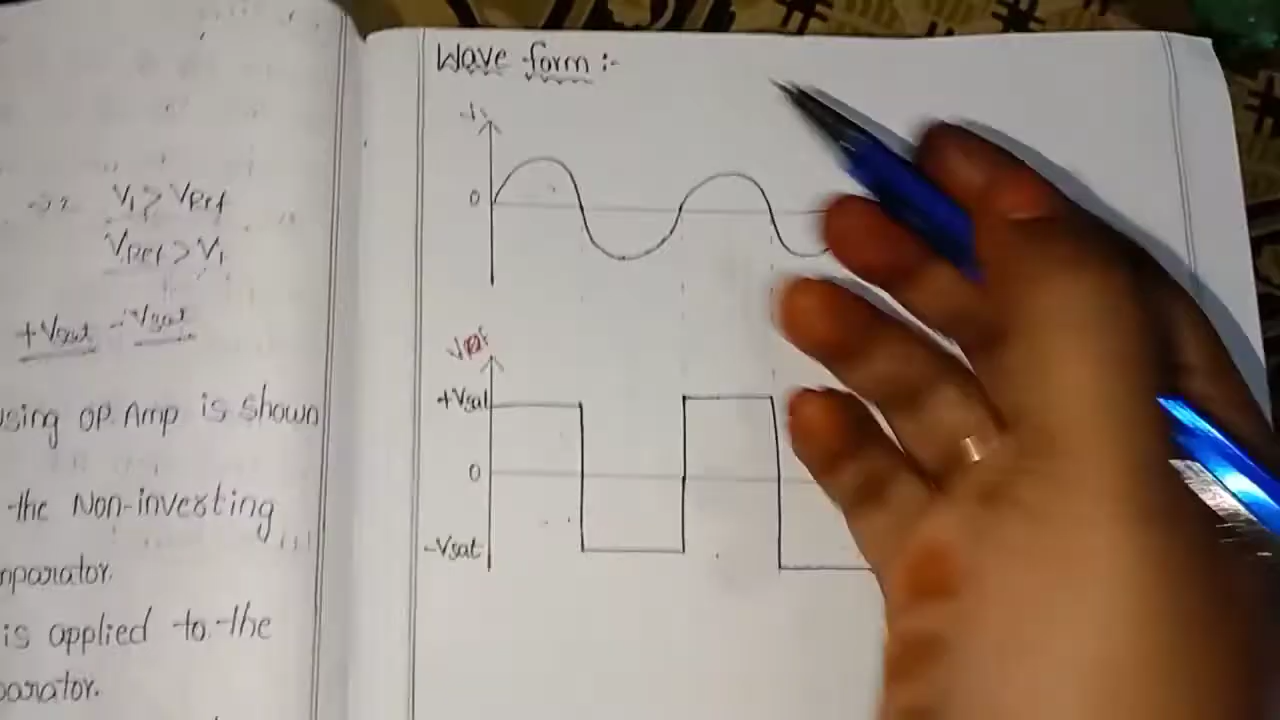 V₁ > VRef
VRef > V₁
+Vsat -Vsat
using OP. Amp is shown
the Non-inverting
mparator.
is applied to the
parator.
Wave form :-
0
+Vsat
0
-Vsat